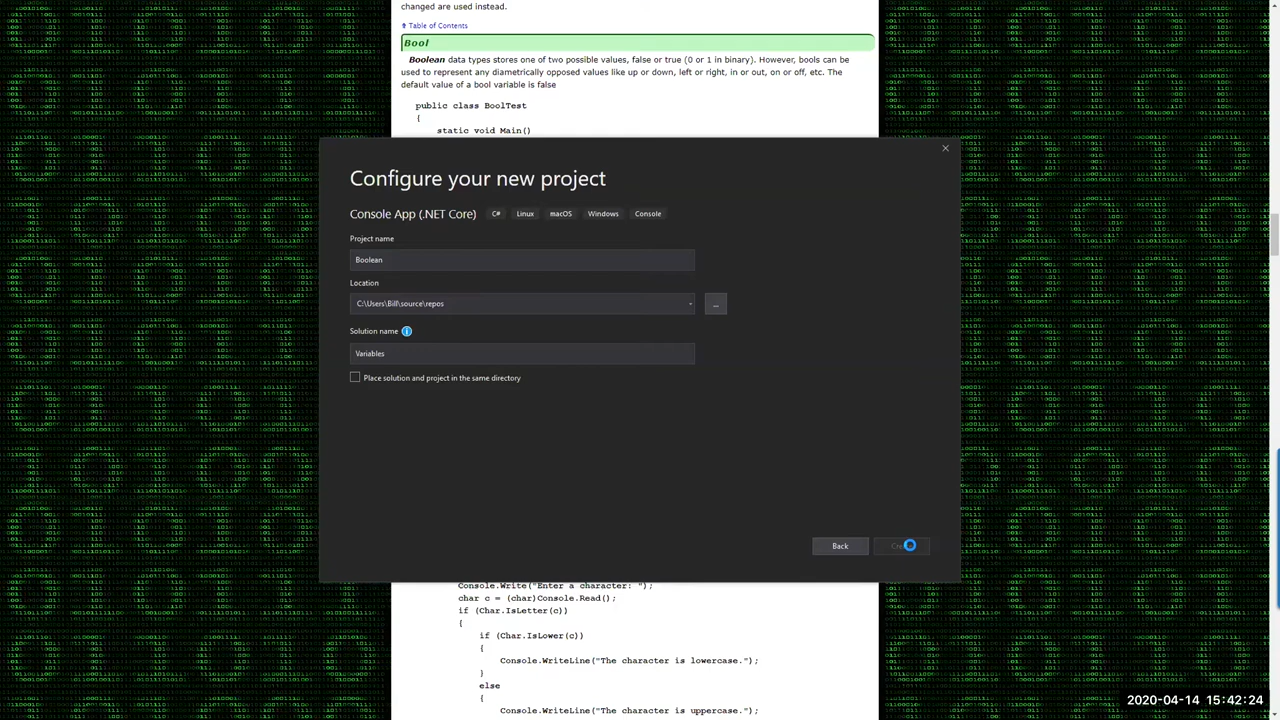 changed are used instead.
⇑ Table of Contents
Bool
Boolean data types stores one of two possible values, false or true (0 or 1 in binary). However, bools can be
used to represent any diametrically opposed values like up or down, left or right, in or out, on or off, etc. The
default value of a bool variable is false
public class BoolTest
{
static void Main()
Configure your new project
Console App (.NET Core) C# Linux macOS Windows Console
Project name
Boolean
Location
C:\Users\Bill\source\repos
...
Solution name
Variables
Place solution and project in the same directory
Back
Console.Write("Enter a character: ");
char c = (char)Console.Read();
if (Char.IsLetter(c))
{
if (Char.IsLower(c))
{
Console.WriteLine("The character is lowercase.");
}
else
{
Console.WriteLine("The character is uppercase.");
2020-04-14 15:42:24